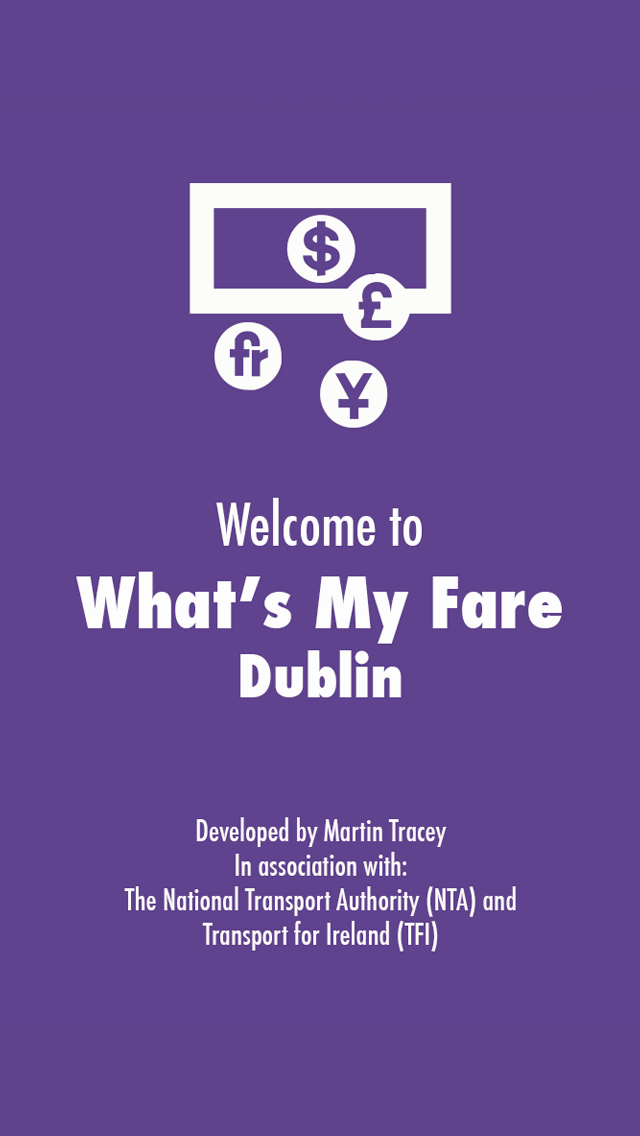 $
£
fr
¥
Welcome to
What's My Fare
Dublin
Developed by Martin Tracey
In association with:
The National Transport Authority (NTA) and
Transport for Ireland (TFI)